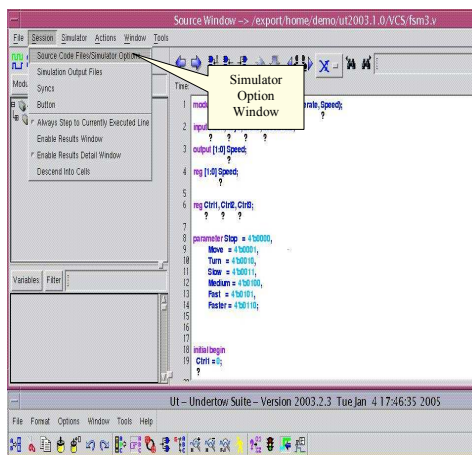 Source Window –> /export/home/demo/ut2003.1.0/VCS/fsm3.v
File Session Simulator Actions Window Tools
Source Code Files/Simulator Options
Simulation Output Files
Syncs
Button
Always Step to Currently Executed Line
Enable Results Window
Enable Results Detail Window
Descend Into Cells
Simulator
Option
Window
Time:
1 erate, Speed);
?
2
? ? ? ?
3 output [1:0] Speed;
?
4 reg [1:0] Speed;
?
5
6 reg Ctrl1, Ctrl2, Ctrl3;
? ? ?
7
8 parameter Stop = 4'b0000,
9 Move = 4'b0001,
10 Turn = 4'b0010,
11 Slow = 4'b0011,
12 Medium = 4'b0100,
13 Fast = 4'b0101,
14 Faster = 4'b0110;
15
16
17
18 initial begin
19 Ctrl1 = 0;
?
Variables Filter
Ut – Undertow Suite – Version 2003.2.3 Tue Jan 4 17:46:35 2005
File Format Options Window Tools Help